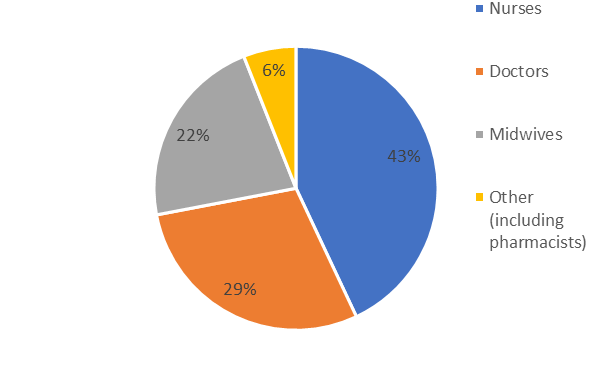 Nurses
Doctors
Midwives
Other
(including
pharmacists)
6%
43%
22%
29%